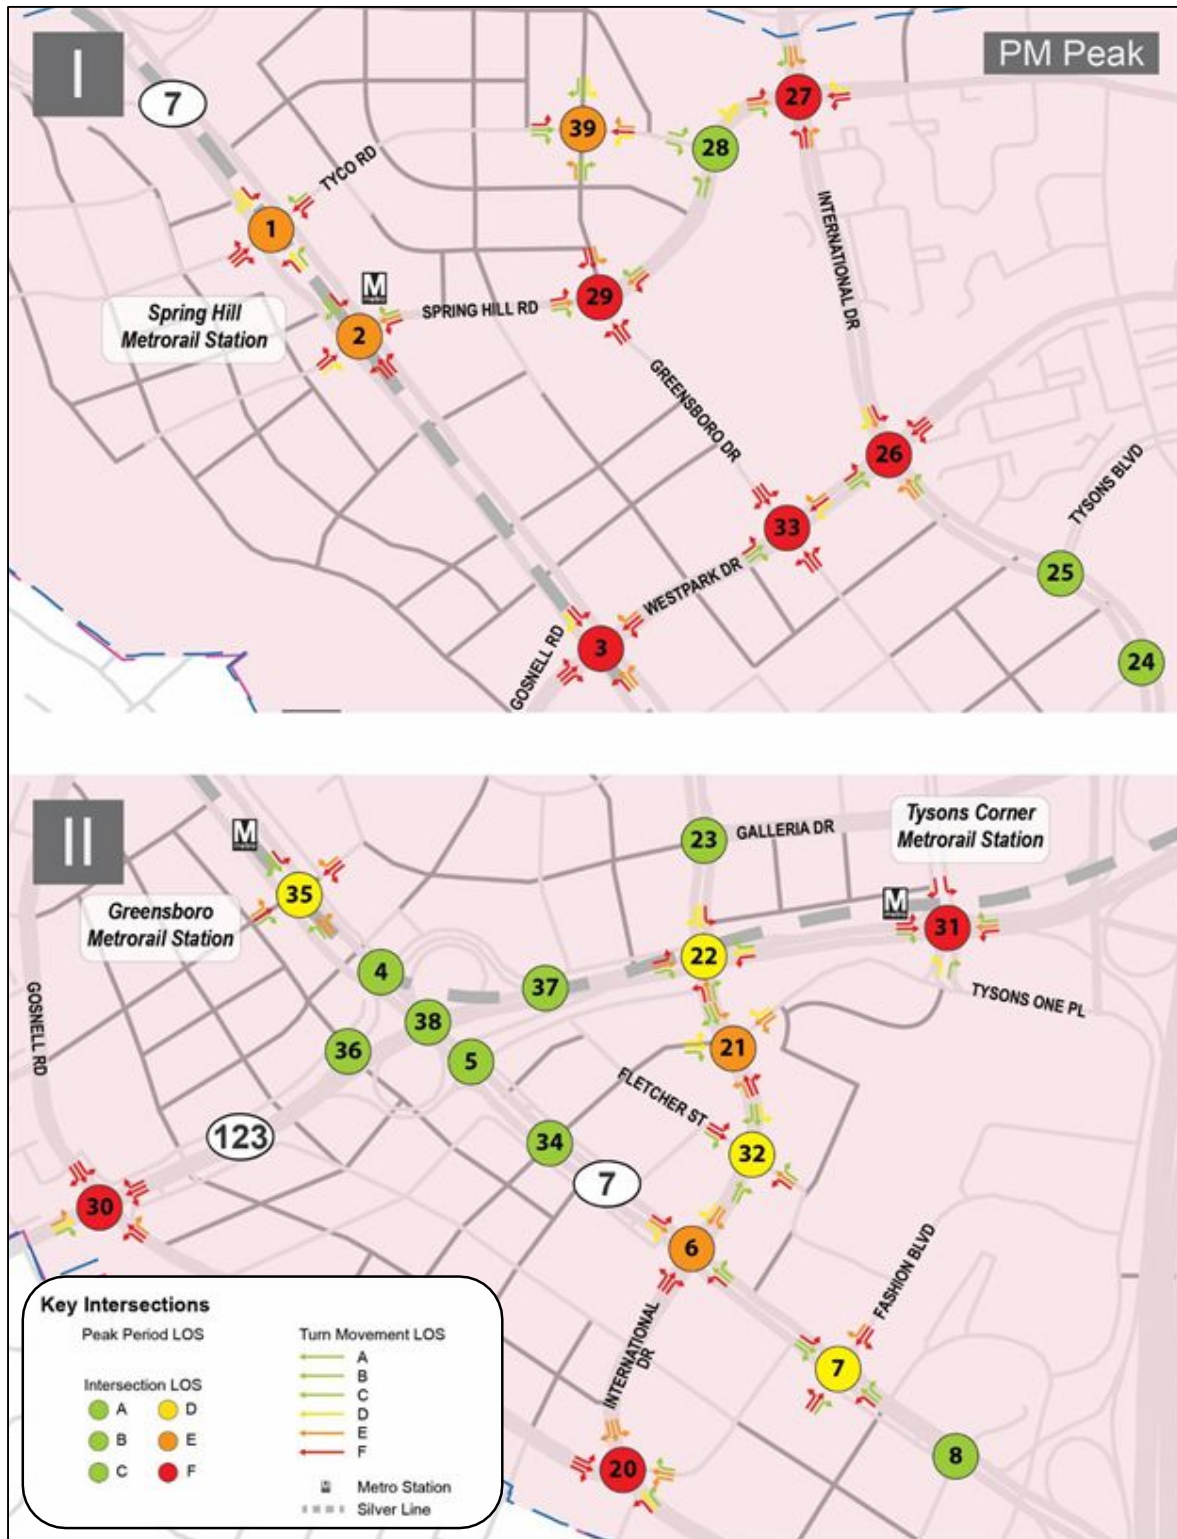 I
PM Peak
7
27
39
28
TYCO RD
1
INTERNATIONAL DR
M
metro
29
SPRING HILL RD
Spring Hill
Metrorail Station
2
GREENSBORO DR
26
TYSONS BLVD
33
25
WESTPARK DR
3
GOSNELL RD
24
II
M
metro
Tysons Corner
Metrorail Station
23
GALLERIA DR
35
Greensboro
Metrorail Station
M
metro
31
22
4
37
TYSONS ONE PL
GOSNELL RD
38
36
5
21
FLETCHER ST
123
34
32
7
30
6
FASHION BLVD
INTERNATIONAL
DR
7
8
20
Key Intersections
Peak Period LOS
Turn Movement LOS
A
B
C
D
E
F
Intersection LOS
A D
B E
C F
M Metro Station
Silver Line